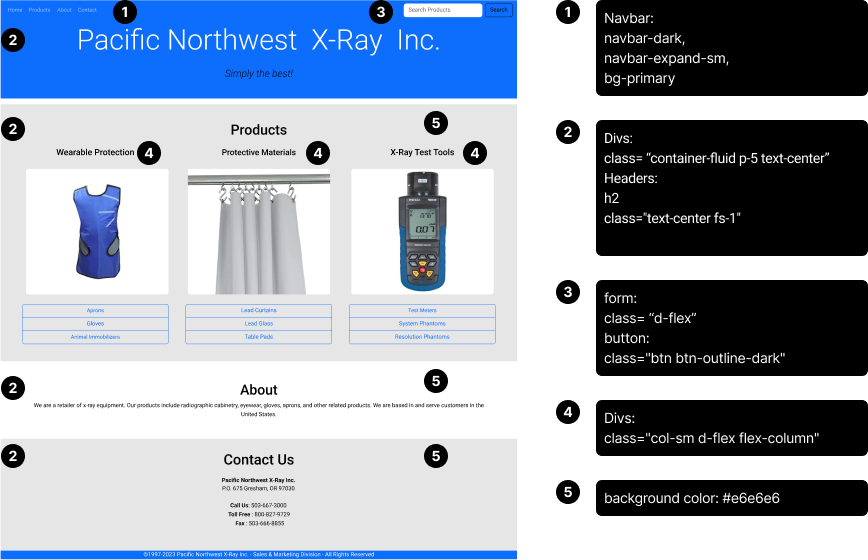 Home Products About Contact
1
3
Search Products
Search
2
Pacific Northwest X-Ray Inc.
Simply the best!
2
5
Products
Wearable Protection
4
Protective Materials
4
X-Ray Test Tools
4
0.07
Aprons
Gloves
Animal Immobilizers
Lead Curtains
Lead Glass
Table Pads
Test Meters
System Phantoms
Resolution Phantoms
2
5
About
We are a retailer of x-ray equipment. Our products include radiographic cabinetry, eyewear, gloves, aprons, and other related products. We are based in and serve customers in the
United States.
2
5
Contact Us
Pacific Northwest X-Ray Inc.
P.O. 675 Gresham, OR 97030
Call Us: 503-667-3000
Toll Free : 800-827-9729
Fax : 503-666-8855
©1997-2023 Pacific Northwest X-Ray Inc. - Sales & Marketing Division - All Rights Reserved
1
Navbar:
navbar-dark,
navbar-expand-sm,
bg-primary
2
Divs:
class= “container-fluid p-5 text-center”
Headers:
h2
class="text-center fs-1"
3
form:
class= “d-flex”
button:
class="btn btn-outline-dark"
4
Divs:
class="col-sm d-flex flex-column"
5
background color: #e6e6e6